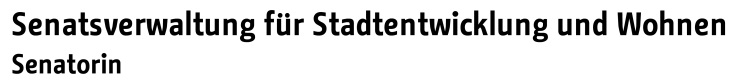 Senatsverwaltung für Stadtentwicklung und Wohnen
Senatorin